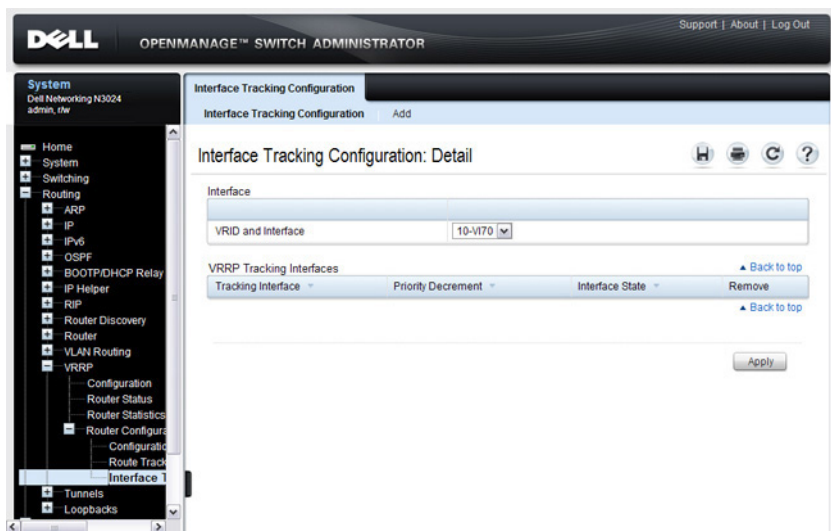 Support | About | Log Out
DELL
OPENMANAGE™ SWITCH ADMINISTRATOR
System
Dell Networking N3024
admin, r/w
Home
System
Switching
Routing
ARP
IP
IPv6
OSPF
BOOTP/DHCP Relay
IP Helper
RIP
Router Discovery
Router
VLAN Routing
VRRP
Configuration
Router Status
Router Statistics
Router Configura
Configuratio
Route Track
Interface T
Tunnels
Loopbacks
Interface Tracking Configuration
Interface Tracking Configuration Add
Interface Tracking Configuration: Detail
Interface
VRID and Interface 10-Vl70
VRRP Tracking Interfaces ▲ Back to top
Tracking Interface Priority Decrement Interface State Remove
▲ Back to top
Apply